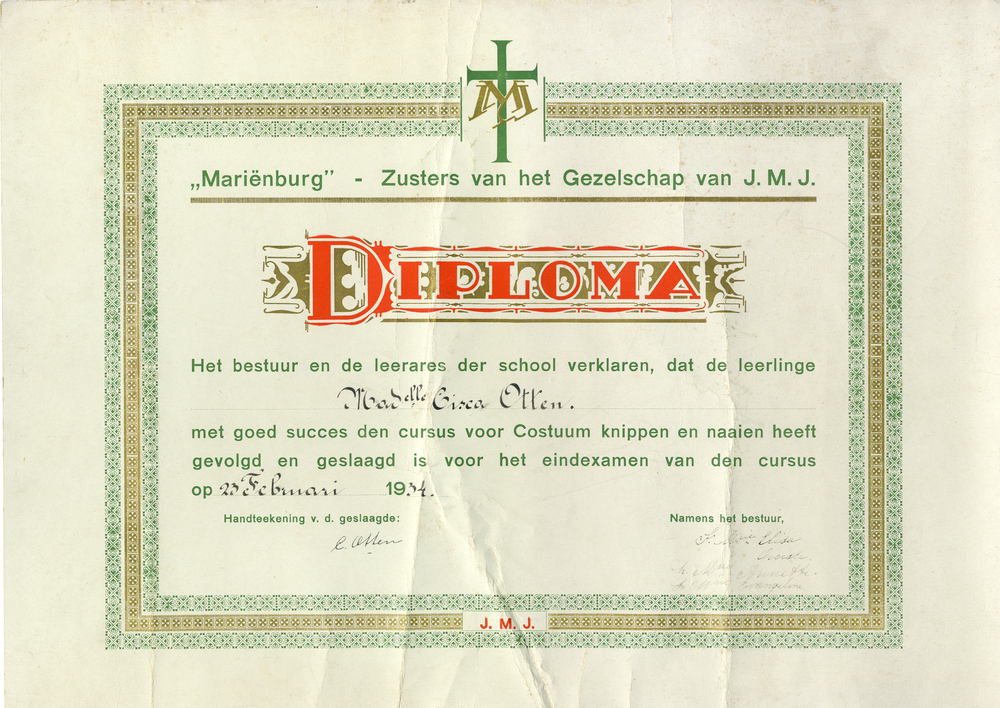 „Mariënburg” - Zusters van het Gezelschap van J. M. J.
DIPLOMA
Het bestuur en de leerares der school verklaren, dat de leerlinge
Madelle Cisca Otten.
met goed succes den cursus voor Costuum knippen en naaien heeft
gevolgd en geslaagd is voor het eindexamen van den cursus
op 23 Februari 1934.
Handteekening v. d. geslaagde:
Namens het bestuur,
C. Otten
Elisa
J. M. J.